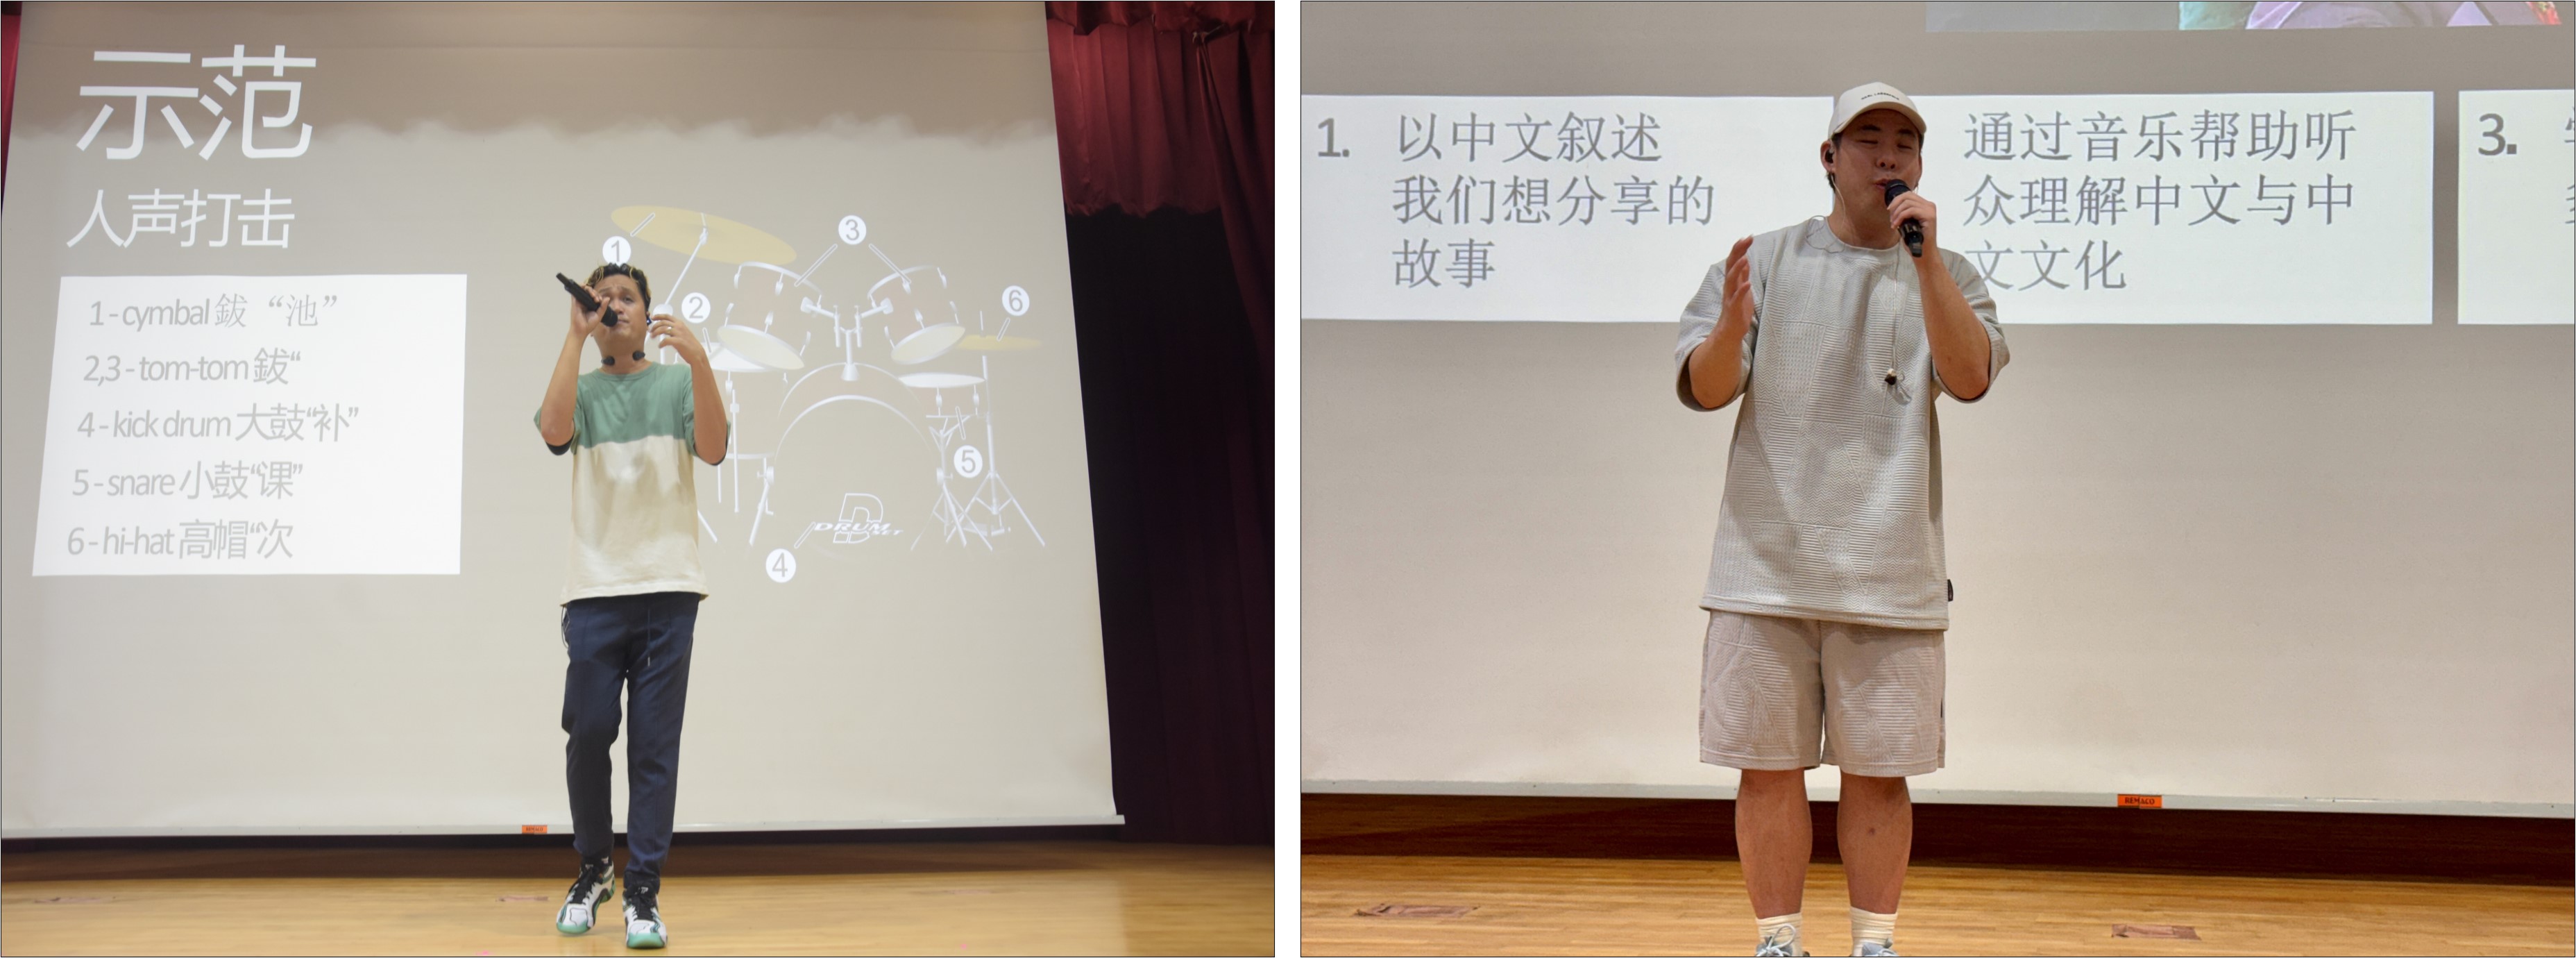 示范
人声打击
1 - cymbal 鈸 “池”
2,3 - tom-tom 鈸“
4 - kick drum 大鼓“补”
5 - snare 小鼓“课”
6 - hi-hat 高帽“次
1
2
3
6
5
4
DRUM
SET
REMACO
1. 以中文叙述
我们想分享的
故事
通过音乐帮助听
众理解中文与中
文文化
3.
REMACO